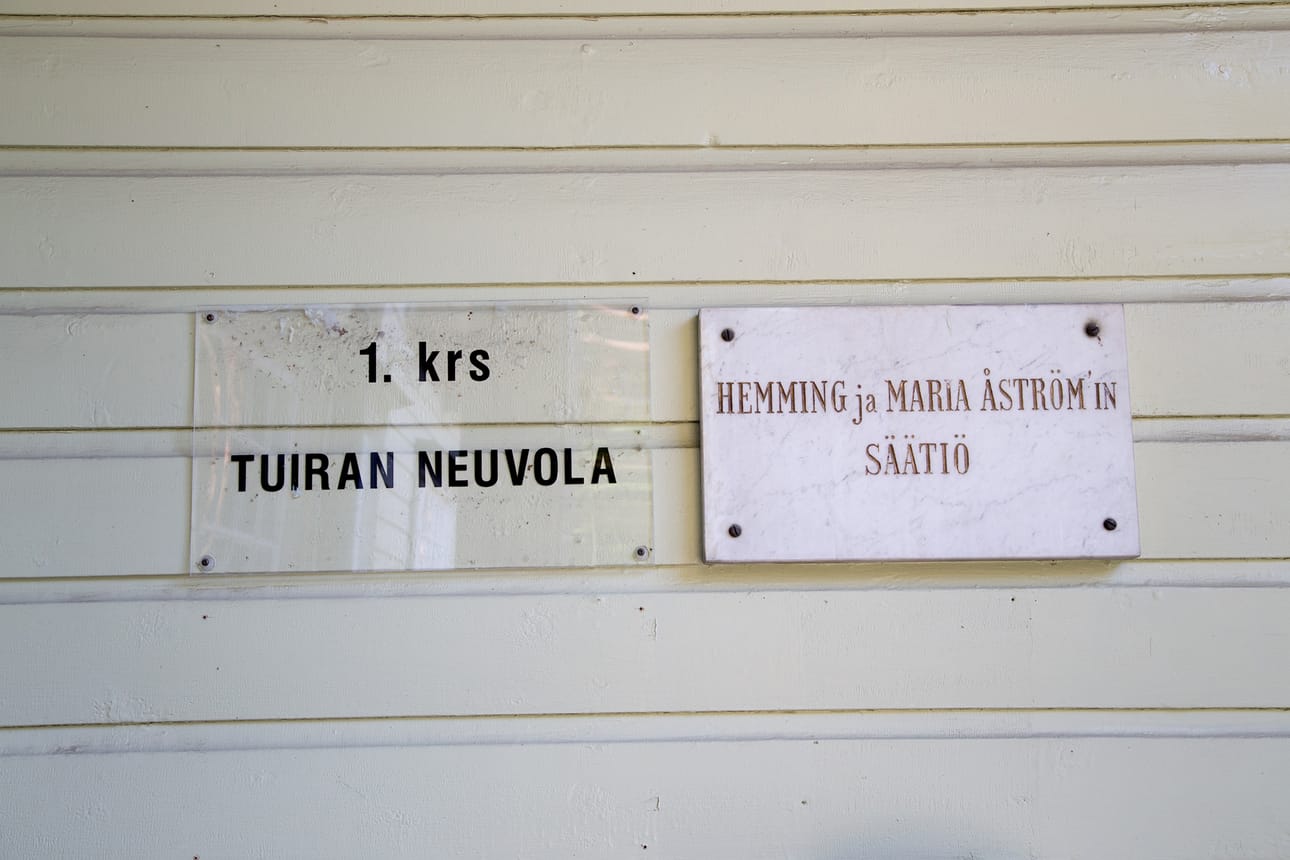 1. krs
TUIRAN NEUVOLA
HEMMING ja MARIA ÅSTRÖM'IN
SÄÄTIÖ